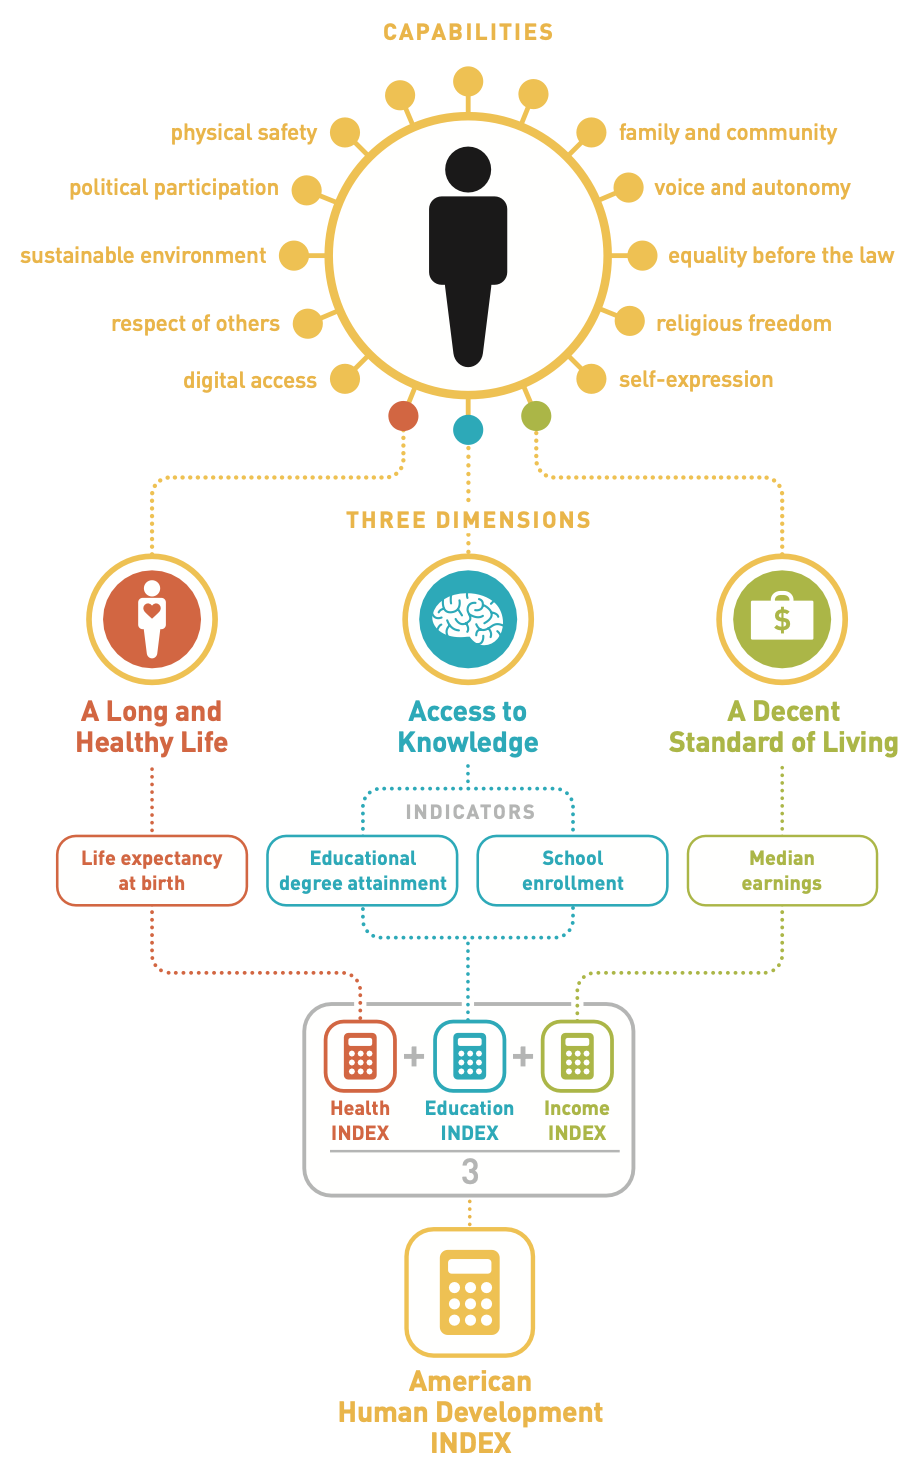 CAPABILITIES
physical safety
family and community
political participation
voice and autonomy
sustainable environment
equality before the law
respect of others
religious freedom
digital access
self-expression
THREE DIMENSIONS
$
A Long and
Healthy Life
Access to
Knowledge
A Decent
Standard of Living
INDICATORS
Life expectancy
at birth
Educational
degree attainment
School
enrollment
Median
earnings
+ +
Health
INDEX
Education
INDEX
Income
INDEX
3
American
Human Development
INDEX